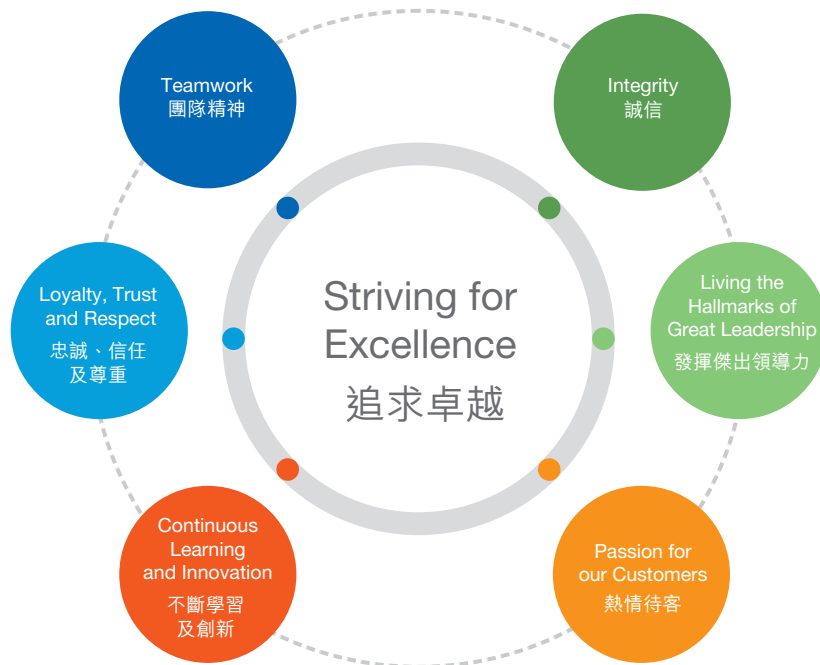 Teamwork
團隊精神
Integrity
誠信
Loyalty, Trust
and Respect
忠誠、信任
及尊重
Striving for
Excellence
追求卓越
Living the
Hallmarks of
Great Leadership
發揮傑出領導力
Continuous
Learning
and Innovation
不斷學習
及創新
Passion for
our Customers
熱情待客